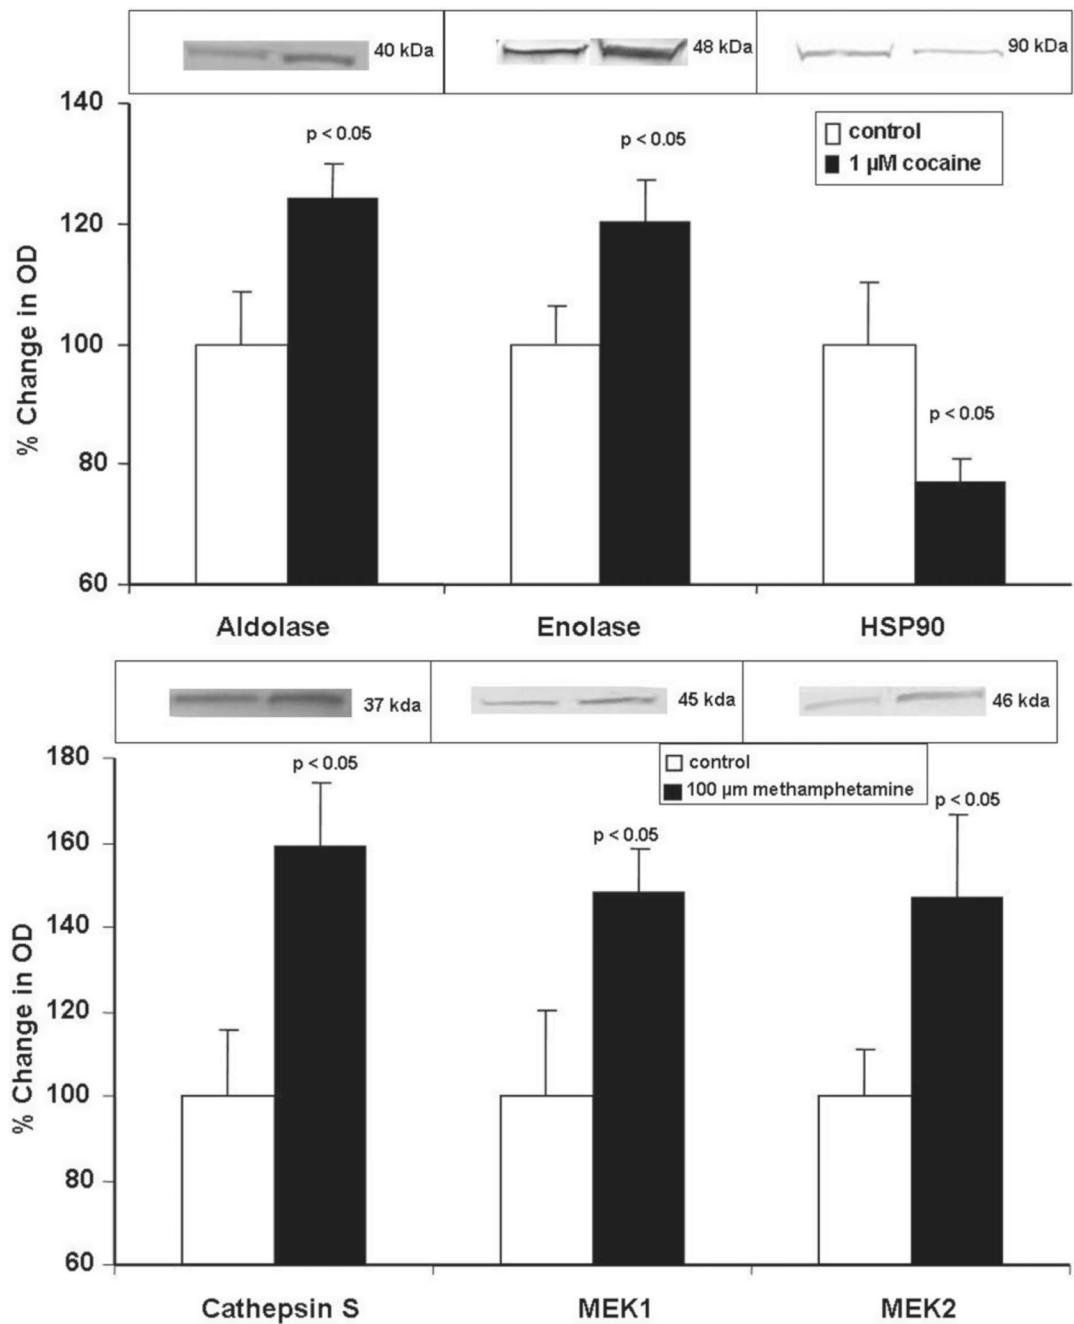 40 kDa
48 kDa
90 kDa
140
120
100
80
60
% Change in OD
p < 0.05
p < 0.05
p < 0.05
control
1 µM cocaine
Aldolase
Enolase
HSP90
37 kda
45 kda
46 kda
180
160
140
120
100
80
60
% Change in OD
p < 0.05
p < 0.05
p < 0.05
control
100 µm methamphetamine
Cathepsin S
MEK1
MEK2